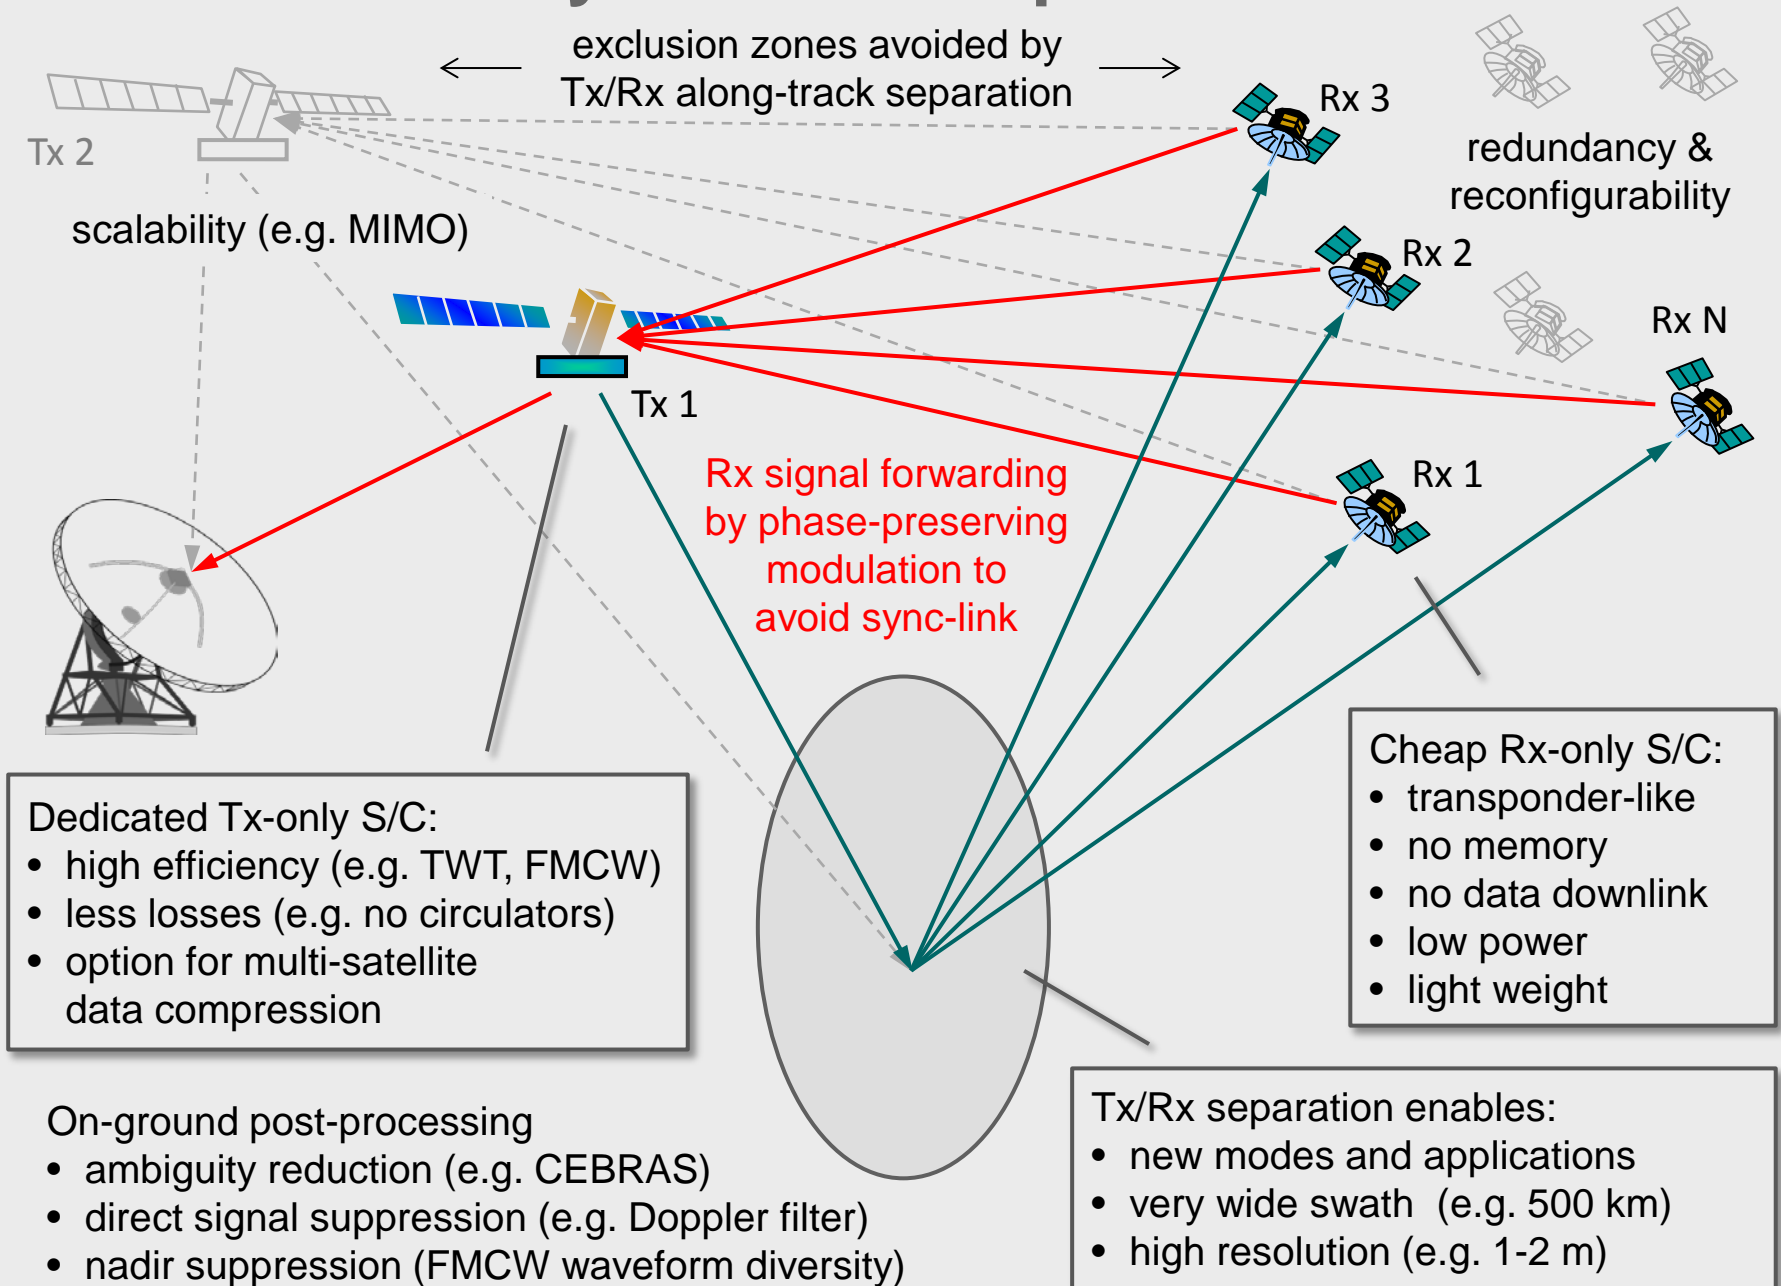 exclusion zones avoided by
Tx/Rx along-track separation
Tx 2
Rx 3
redundancy &
reconfigurability
scalability (e.g. MIMO)
Rx 2
Rx N
Tx 1
Rx 1
Rx signal forwarding
by phase-preserving
modulation to
avoid sync-link
Dedicated Tx-only S/C:
• high efficiency (e.g. TWT, FMCW)
• less losses (e.g. no circulators)
• option for multi-satellite
data compression
Cheap Rx-only S/C:
• transponder-like
• no memory
• no data downlink
• low power
• light weight
On-ground post-processing
• ambiguity reduction (e.g. CEBRAS)
• direct signal suppression (e.g. Doppler filter)
• nadir suppression (FMCW waveform diversity)
Tx/Rx separation enables:
• new modes and applications
• very wide swath (e.g. 500 km)
• high resolution (e.g. 1-2 m)